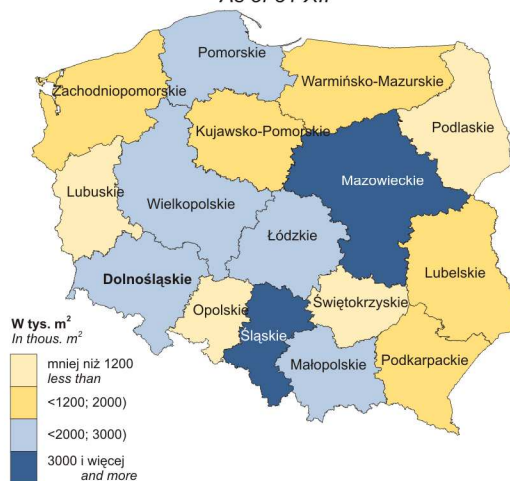 As of 31 XII
Pomorskie
Zachodniopomorskie
Warmińsko-Mazurskie
Kujawsko-Pomorskie
Podlaskie
Lubuskie
Mazowieckie
Wielkopolskie
Łódzkie
Dolnośląskie
Lubelskie
Opolskie
Świętokrzyskie
Śląskie
Małopolskie
Podkarpackie
W tys. m²
In thous. m²
mniej niż 1200
less than
<1200; 2000)
<2000; 3000)
3000 i więcej
and more